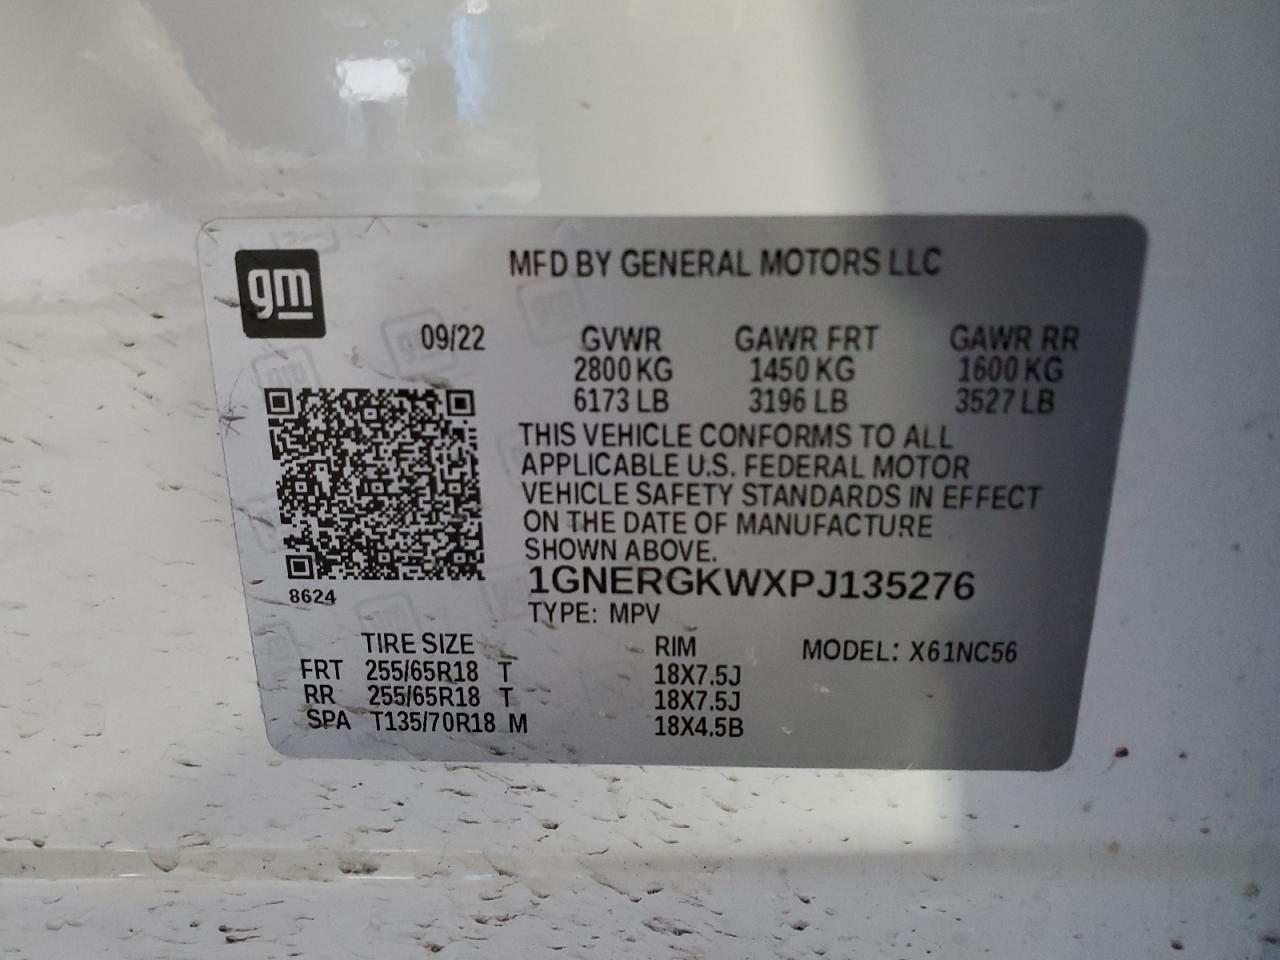 gm
MFD BY GENERAL MOTORS LLC
09/22 GVWR GAWR FRT GAWR RR
2800 KG 1450 KG 1600 KG
6173 LB 3196 LB 3527 LB
THIS VEHICLE CONFORMS TO ALL
APPLICABLE U.S. FEDERAL MOTOR
VEHICLE SAFETY STANDARDS IN EFFECT
ON THE DATE OF MANUFACTURE
SHOWN ABOVE.
1GNERGKWXPJ135276
8624
TYPE: MPV
TIRE SIZE RIM MODEL: X61NC56
FRT 255/65R18 T 18X7.5J
RR 255/65R18 T 18X7.5J
SPA T135/70R18 M 18X4.5B